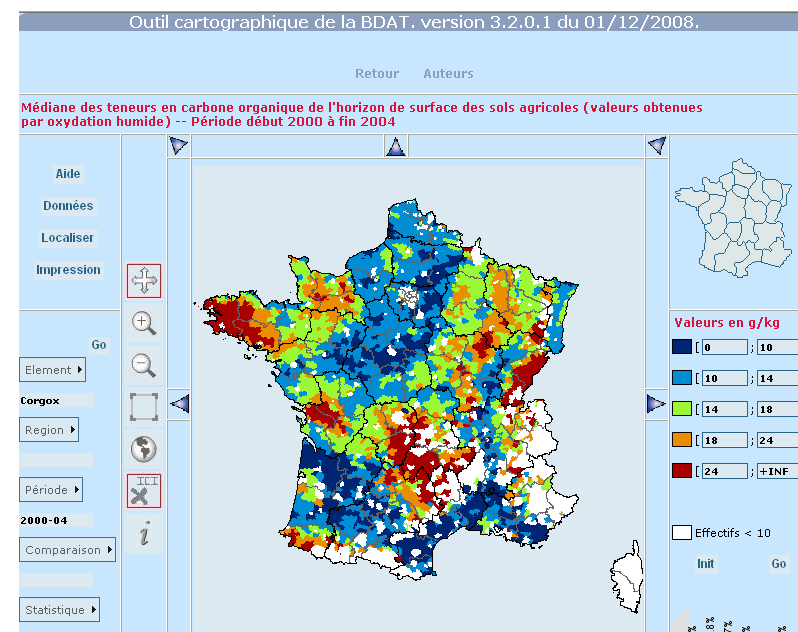 Outil cartographique de la BDAT. version 3.2.0.1 du 01/12/2008.
Retour Auteurs
Médiane des teneurs en carbone organique de l'horizon de surface des sols agricoles (valeurs obtenues
par oxydation humide) -- Période début 2000 à fin 2004
Aide
Données
Localiser
Impression
Go
Element
Corgox
Region
Période
2000-04
Comparaison
Statistique
ICI
i
Valeurs en g/kg
[ 0 ; 10
[ 10 ; 14
[ 14 ; 18
[ 18 ; 24
[ 24 ; +INF
Effectifs < 10
Init Go